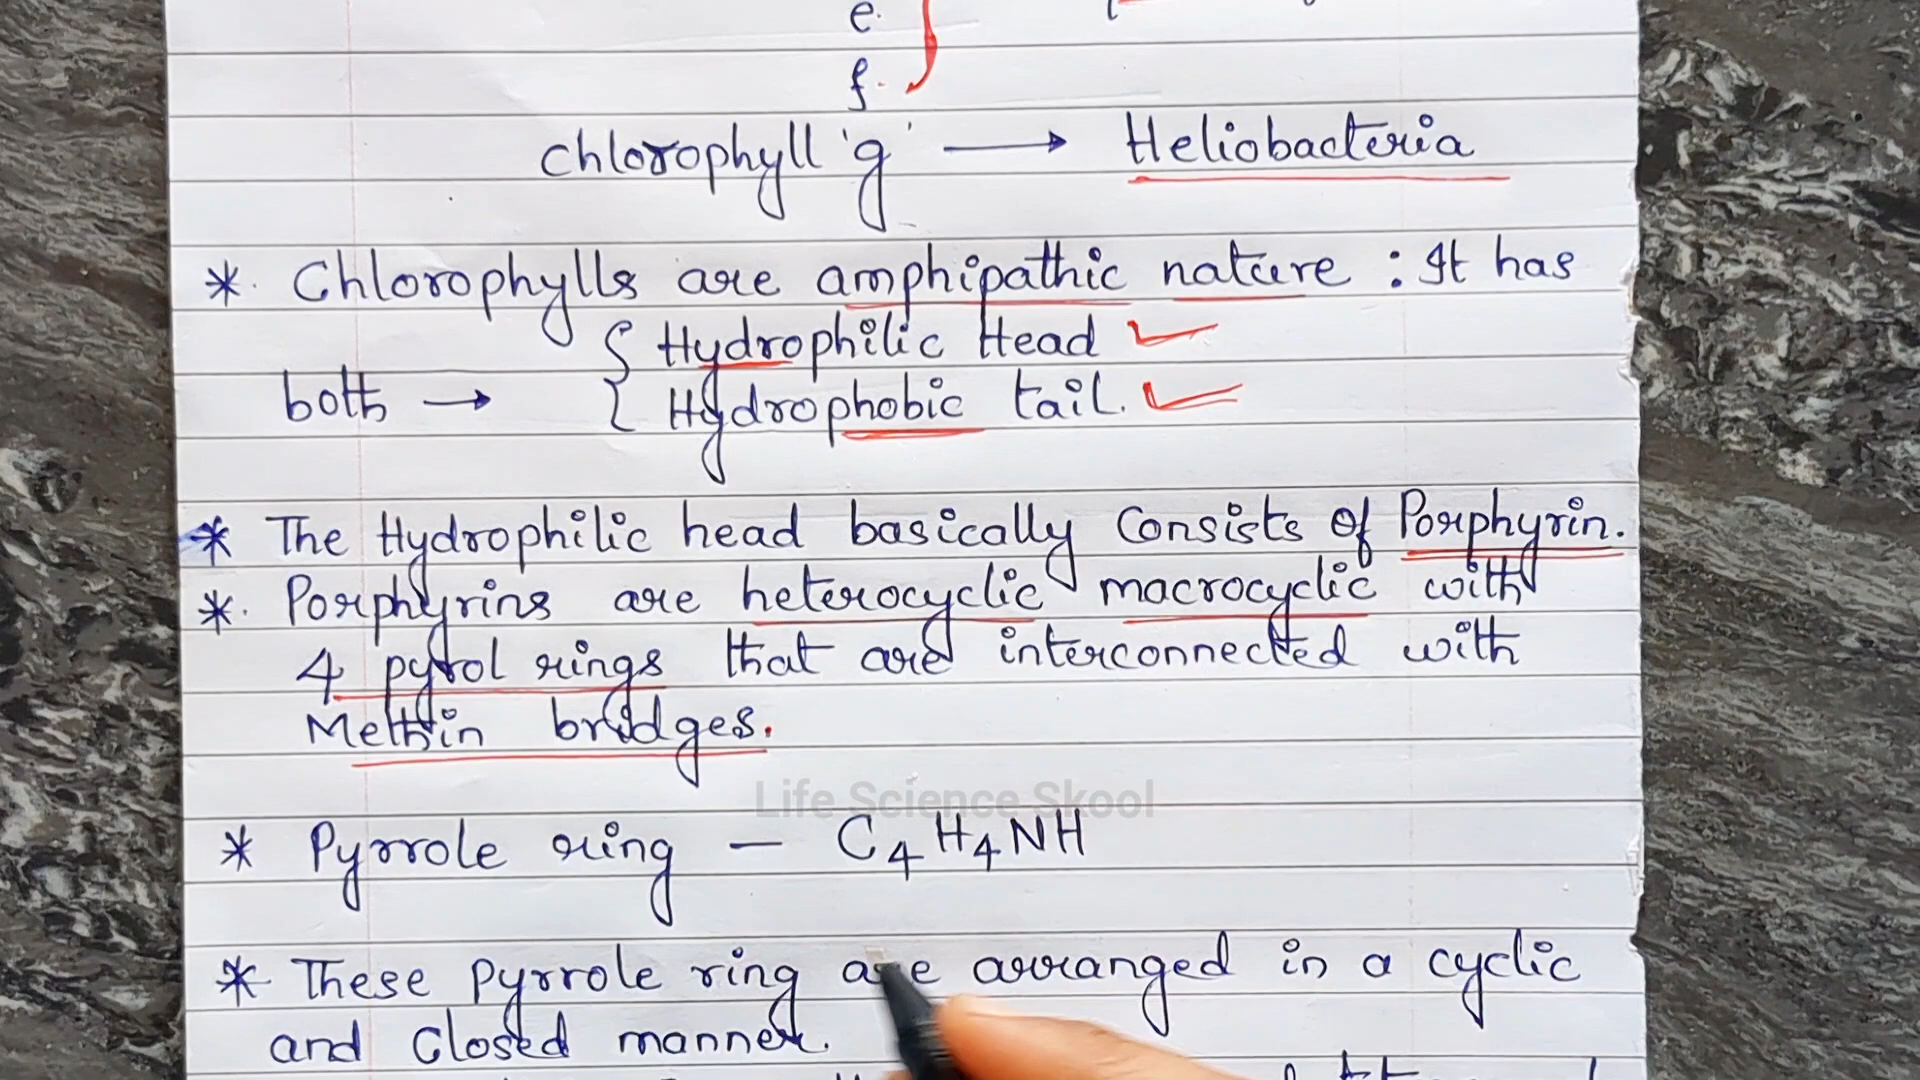 e.
f.
chlorophyll 'g' → Heliobacteria
*. Chlorophylls are amphipathic nature : It has
{ Hydrophilic Head ✓
both → { Hydrophobic tail. ✓
* The Hydrophilic head basically consists of Porphyrin.
*. Porphyrins are heterocyclic macrocyclic with
4 pyrol rings that are interconnected with
Methin bridges.
Life Science Skool
* Pyrrole ring — C₄H₄NH
* These pyrrole ring are arranged in a cyclic
and closed manner.